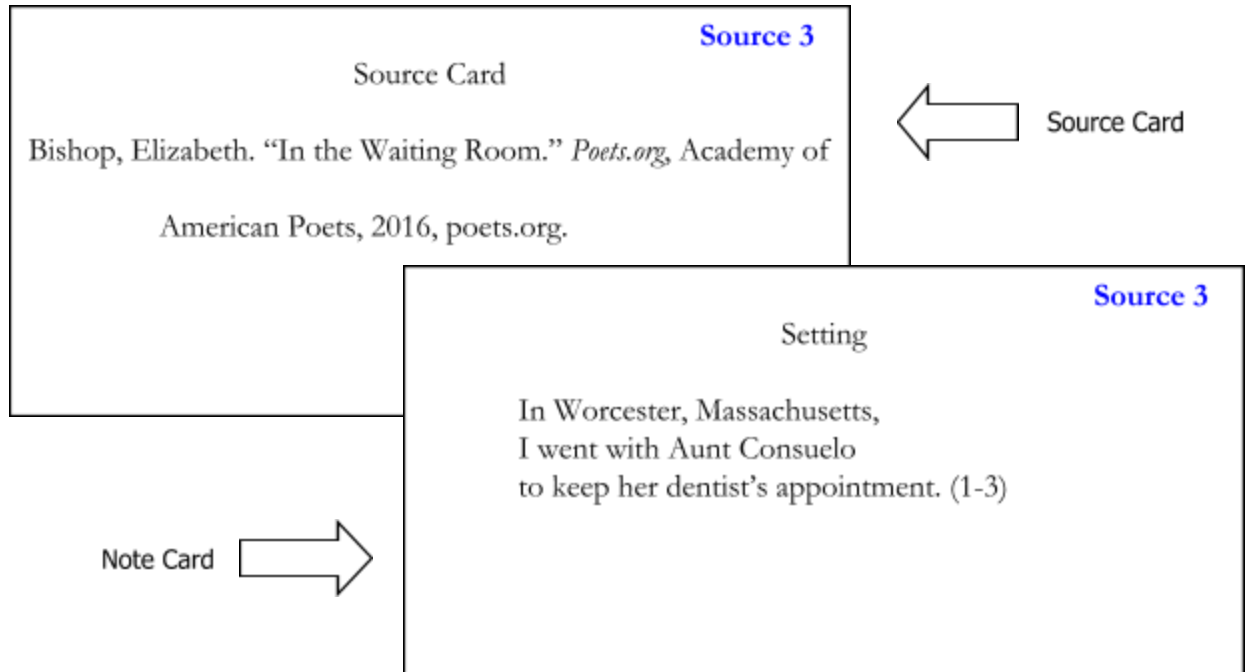 Source 3
Source Card
Bishop, Elizabeth. “In the Waiting Room.” Poets.org, Academy of
American Poets, 2016, poets.org.
Source Card
Source 3
Setting
In Worcester, Massachusetts,
I went with Aunt Consuelo
to keep her dentist’s appointment. (1-3)
Note Card